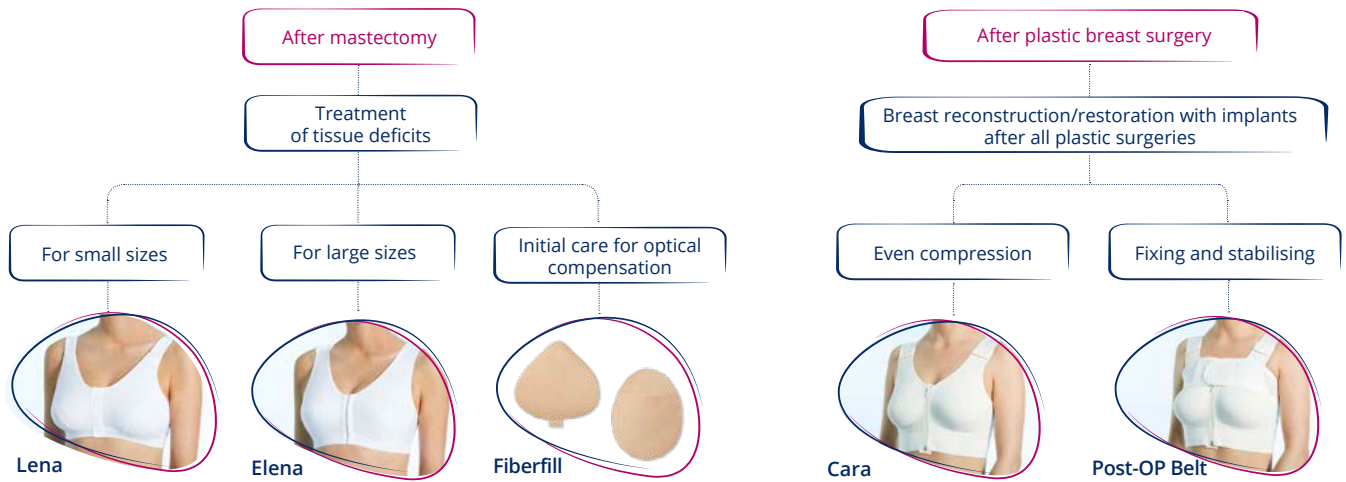 After mastectomy
Treatment
of tissue deficits
For small sizes
For large sizes
Initial care for optical
compensation
Lena
Elena
Fiberfill
After plastic breast surgery
Breast reconstruction/restoration with implants
after all plastic surgeries
Even compression
Fixing and stabilising
Cara
Post-OP Belt